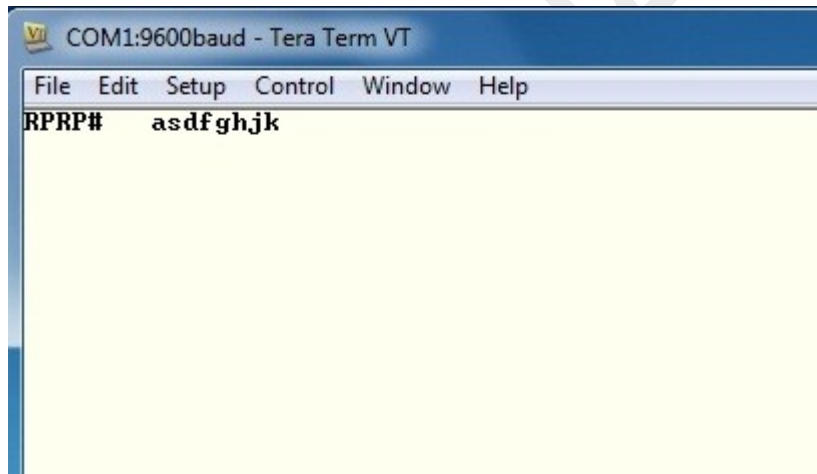 COM1:9600baud - Tera Term VT
File Edit Setup Control Window Help
RPRP# asdfghjk